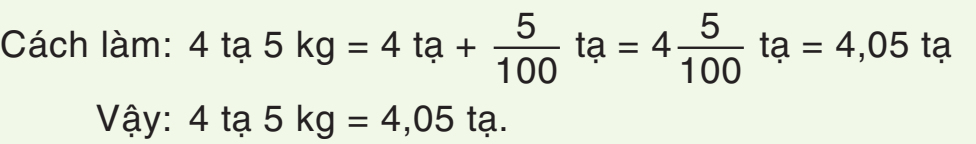 Cách làm: 4 tạ 5 kg = 4 tạ + 5/100 tạ = 4 5/100 tạ = 4,05 tạ
Vậy: 4 tạ 5 kg = 4,05 tạ.